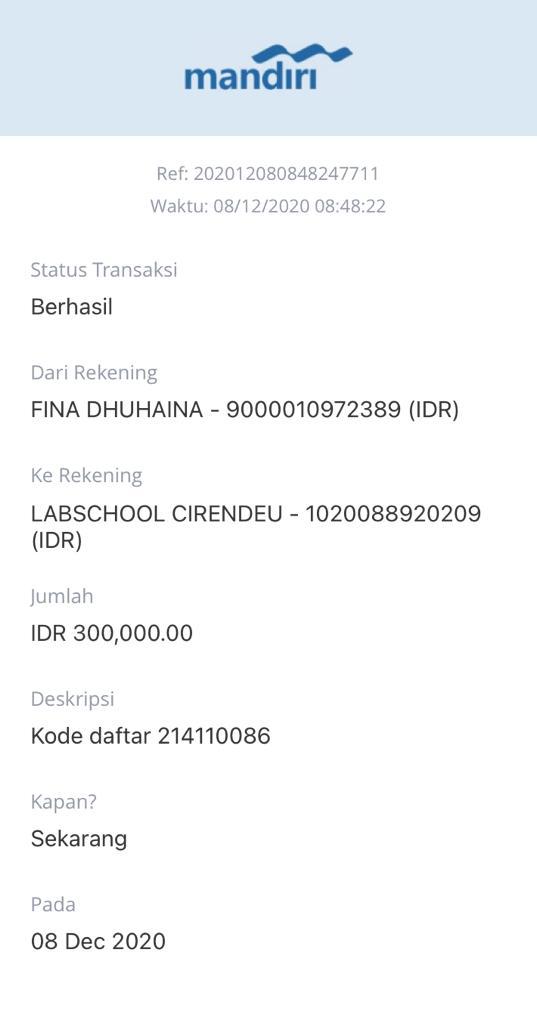 mandırı
Ref: 202012080848247711
Waktu: 08/12/2020 08:48:22
Status Transaksi
Berhasil
Dari Rekening
FINA DHUHAINA - 9000010972389 (IDR)
Ke Rekening
LABSCHOOL CIRENDEU - 1020088920209
(IDR)
Jumlah
IDR 300,000.00
Deskripsi
Kode daftar 214110086
Kapan?
Sekarang
Pada
08 Dec 2020